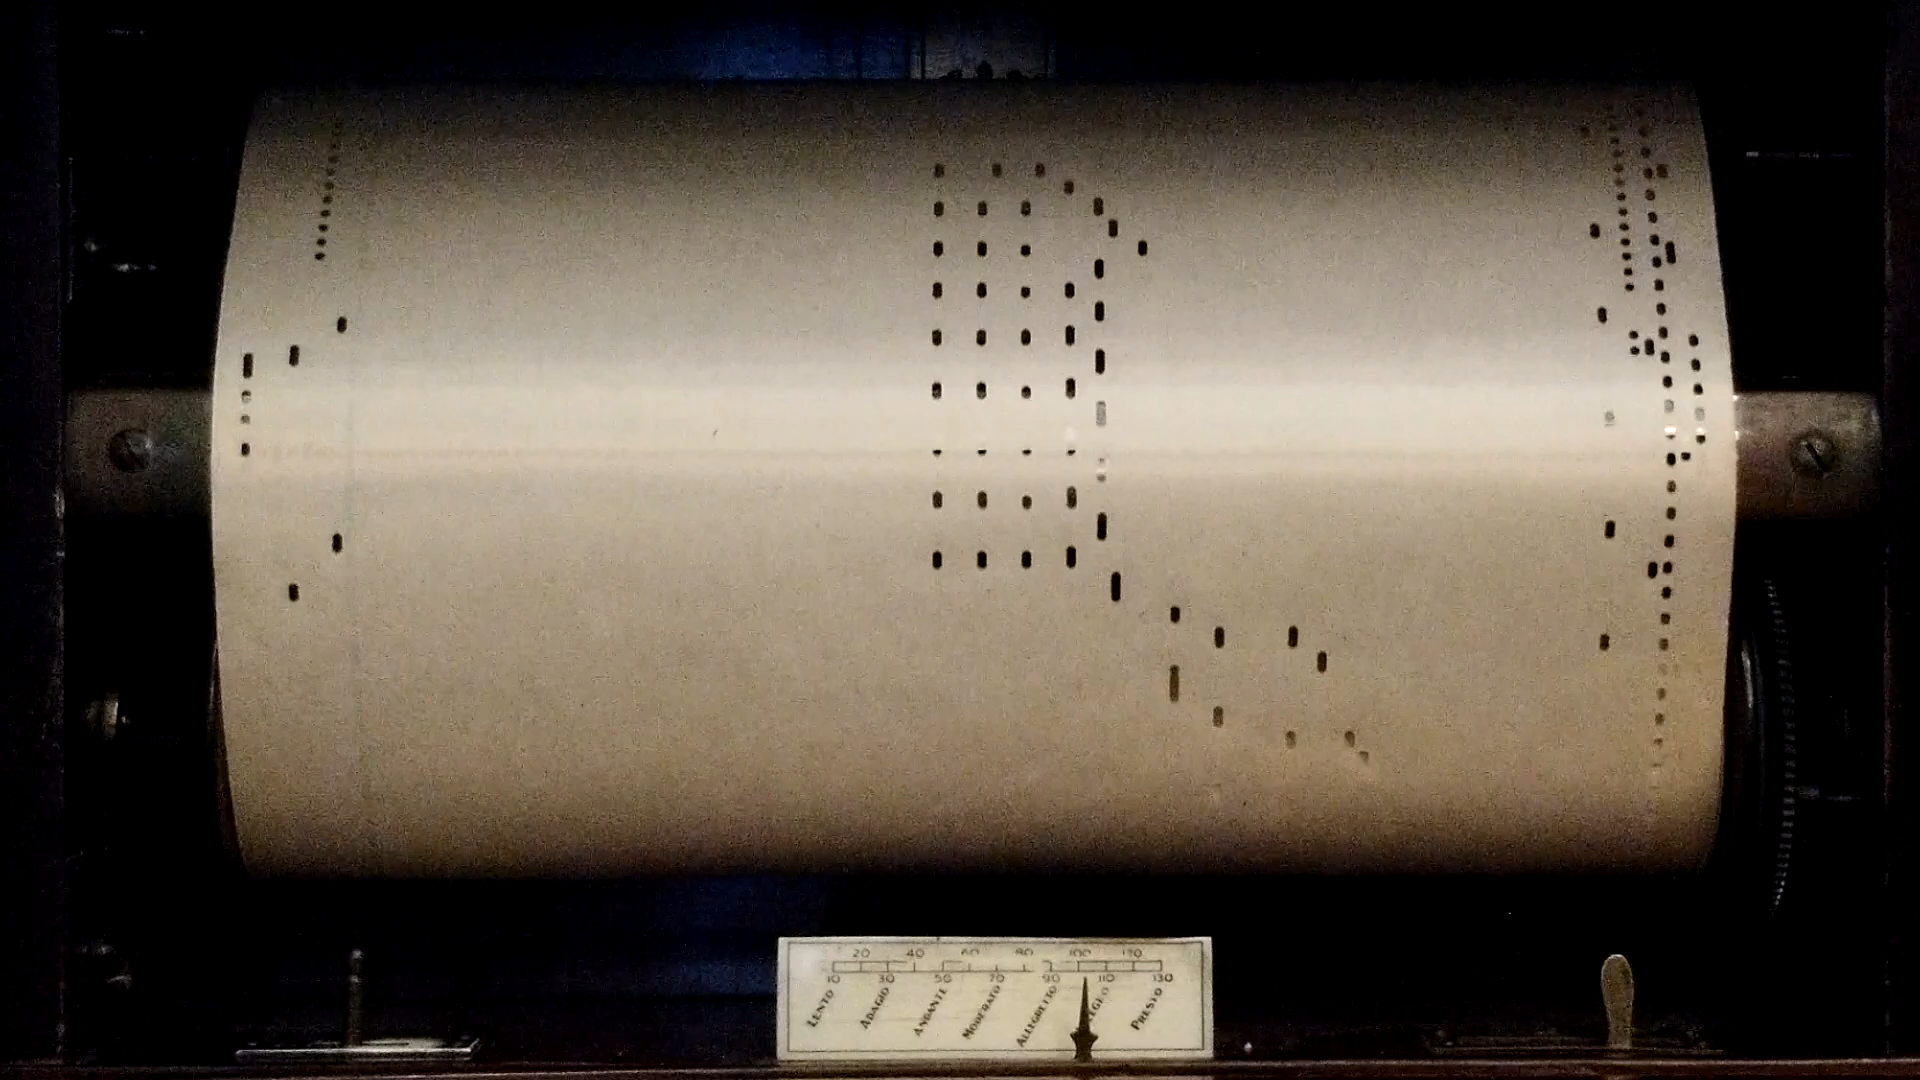 20 40 60 80 100 120
10 30 50 70 90 110 130
LENTO ADAGIO ANDANTE MODERATO ALLEGRETTO PRESTO